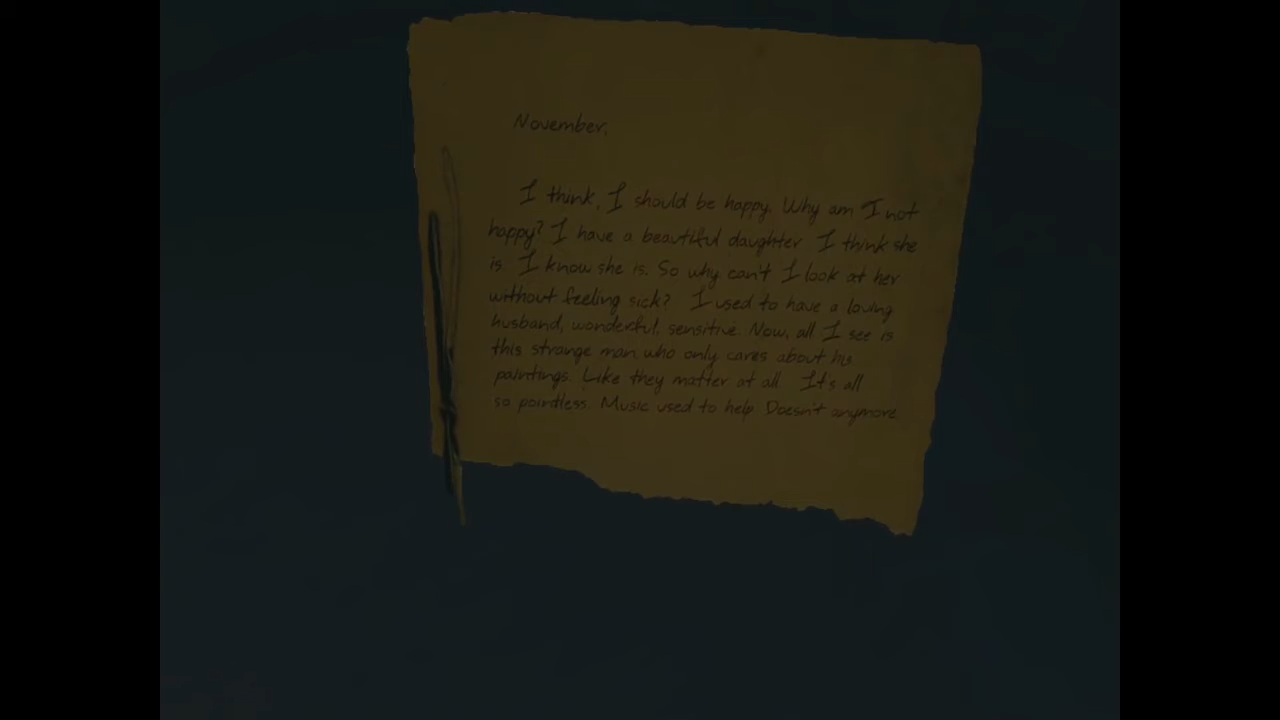 November,
I think, I should be happy. Why am I not
happy? I have a beautiful daughter. I think she
is. I know she is. So why can't I look at her
without feeling sick? I used to have a loving
husband, wonderful, sensitive. Now, all I see is
this strange man who only cares about his
paintings. Like they matter at all. It's all
so pointless. Music used to help. Doesn't anymore.